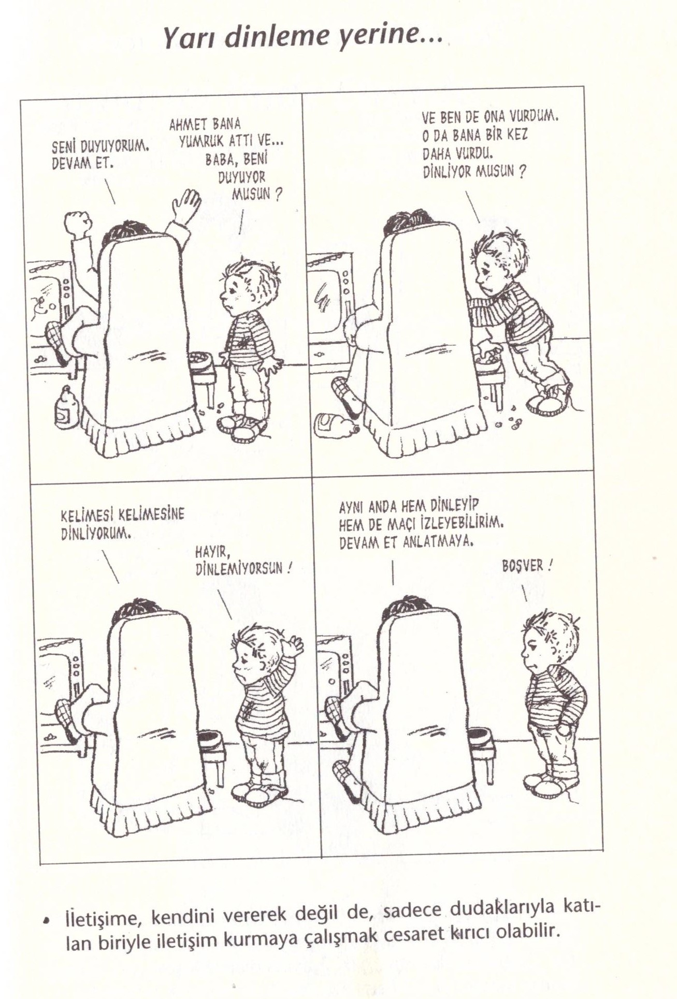 Yarı dinleme yerine...
AHMET BANA
YUMRUK ATTI VE...
BABA, BENİ
DUYUYOR
MUSUN ?
SENİ DUYUYORUM.
DEVAM ET.
VE BEN DE ONA VURDUM.
O DA BANA BİR KEZ
DAHA VURDU.
DİNLİYOR MUSUN ?
KELİMESİ KELİMESİNE
DİNLİYORUM.
HAYIR,
DİNLEMİYORSUN !
AYNI ANDA HEM DİNLEYİP
HEM DE MAÇI İZLEYEBİLİRİM.
DEVAM ET ANLATMAYA.
BOŞVER !
• İletişime, kendini vererek değil de, sadece dudaklarıyla katı-
lan biriyle iletişim kurmaya çalışmak cesaret kırıcı olabilir.